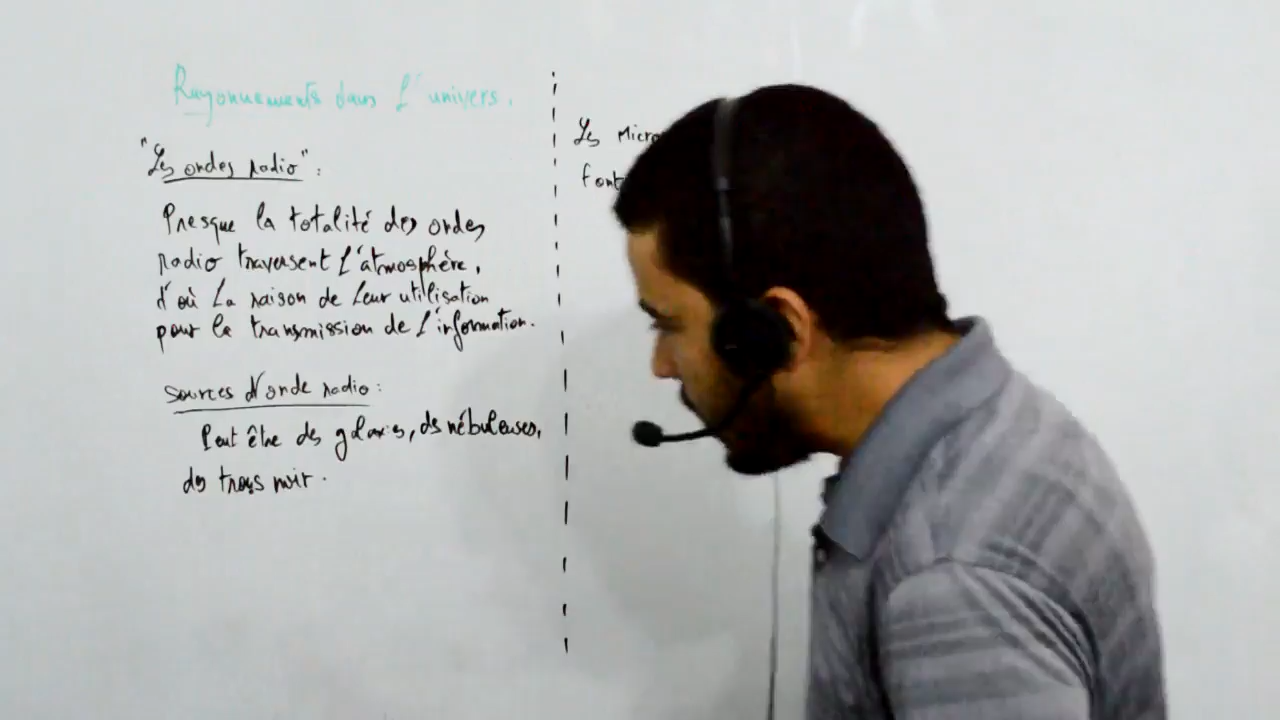 Rayonnements dans l'univers.
"Les ondes radio":
Presque la totalité des ondes
radio traversent l'atmosphère,
d'où la raison de leur utilisation
pour la transmission de l'information.
Sources d'onde radio:
Peut être des galaxies, des nébuleuses,
des trous noir.
Les Micro
font